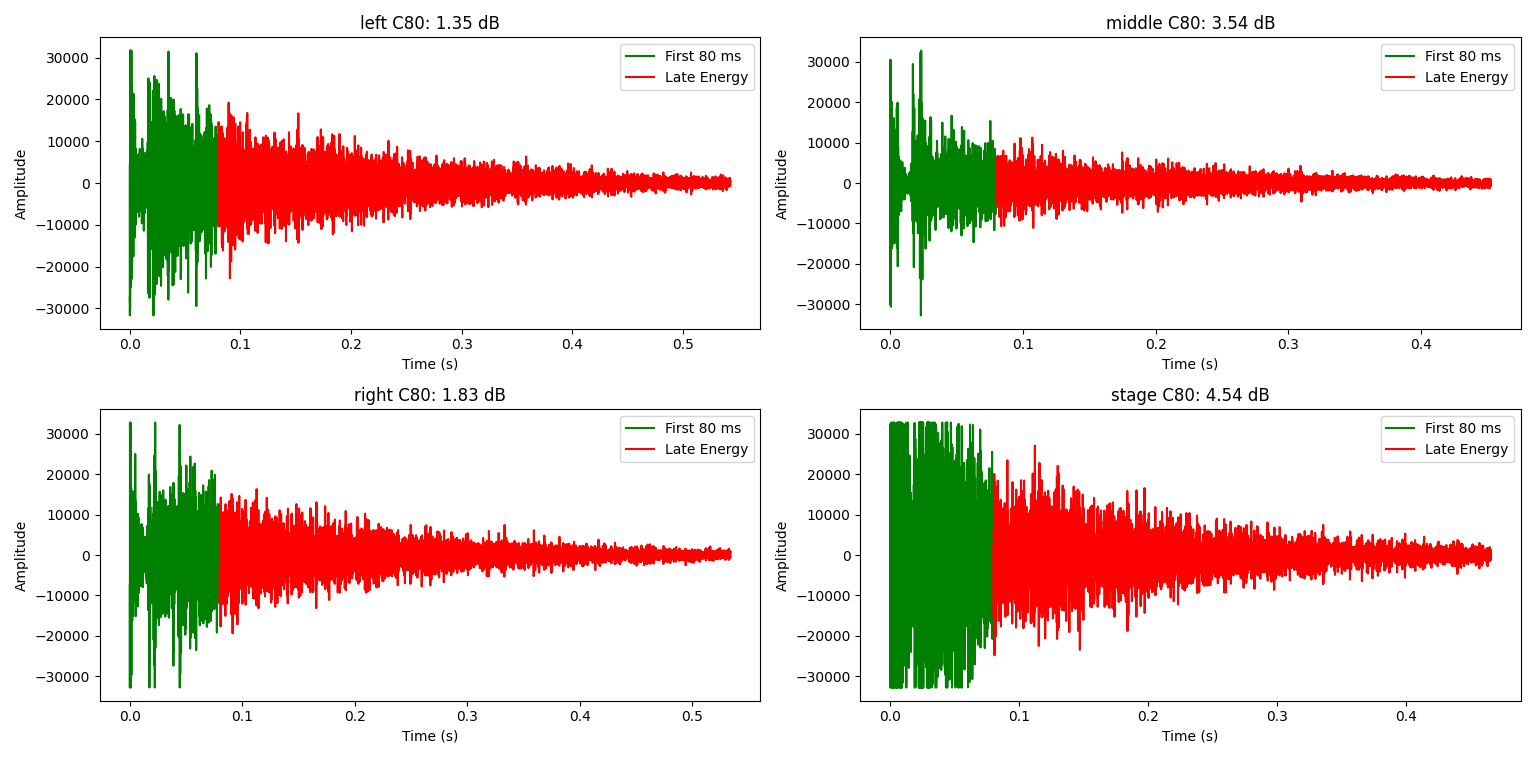 left C80: 1.35 dB
Amplitude
30000
20000
10000
0
−10000
−20000
−30000
First 80 ms
Late Energy
0.0 0.1 0.2 0.3 0.4 0.5
Time (s)
middle C80: 3.54 dB
Amplitude
30000
20000
10000
0
−10000
−20000
−30000
First 80 ms
Late Energy
0.0 0.1 0.2 0.3 0.4
Time (s)
right C80: 1.83 dB
Amplitude
30000
20000
10000
0
−10000
−20000
−30000
First 80 ms
Late Energy
0.0 0.1 0.2 0.3 0.4 0.5
Time (s)
stage C80: 4.54 dB
Amplitude
30000
20000
10000
0
−10000
−20000
−30000
First 80 ms
Late Energy
0.0 0.1 0.2 0.3 0.4
Time (s)